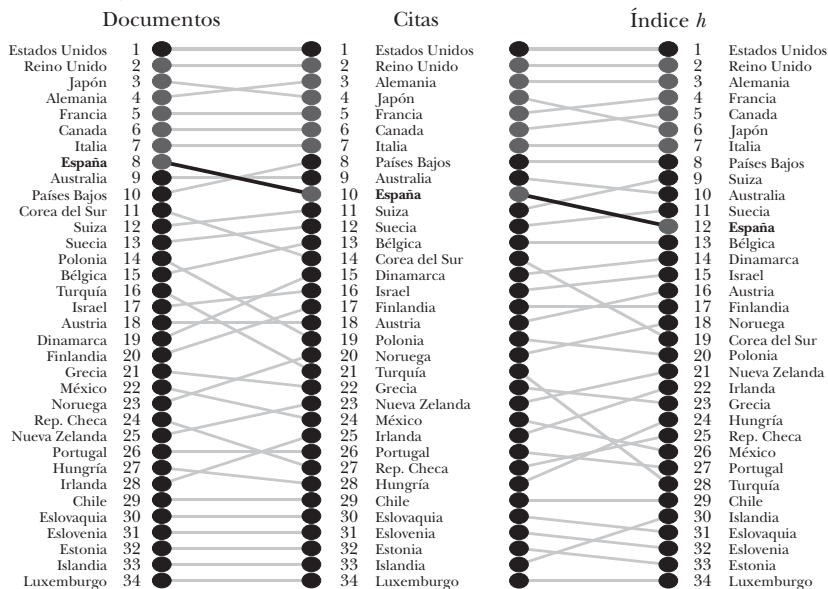 Documentos Citas Índice h
Estados Unidos 1 1 Estados Unidos 1 Estados Unidos
Reino Unido 2 2 Reino Unido 2 Reino Unido
Japón 3 3 Alemania 3 Alemania
Alemania 4 4 Japón 4 Francia
Francia 5 5 Francia 5 Canada
Canada 6 6 Canada 6 Japón
Italia 7 7 Italia 7 Italia
España 8 8 Países Bajos 8 Países Bajos
Australia 9 9 Australia 9 Suiza
Países Bajos 10 10 España 10 Australia
Corea del Sur 11 11 Suiza 11 Suecia
Suiza 12 12 Suecia 12 España
Suecia 13 13 Bélgica 13 Bélgica
Polonia 14 14 Corea del Sur 14 Dinamarca
Bélgica 15 15 Dinamarca 15 Israel
Turquía 16 16 Israel 16 Austria
Israel 17 17 Finlandia 17 Finlandia
Austria 18 18 Austria 18 Noruega
Dinamarca 19 19 Polonia 19 Corea del Sur
Finlandia 20 20 Noruega 20 Polonia
Grecia 21 21 Turquía 21 Nueva Zelanda
México 22 22 Grecia 22 Irlanda
Noruega 23 23 Nueva Zelanda 23 Grecia
Rep. Checa 24 24 México 24 Hungría
Nueva Zelanda 25 25 Irlanda 25 Rep. Checa
Portugal 26 26 Portugal 26 México
Hungría 27 27 Rep. Checa 27 Portugal
Irlanda 28 28 Hungría 28 Turquía
Chile 29 29 Chile 29 Chile
Eslovaquia 30 30 Eslovaquia 30 Islandia
Eslovenia 31 31 Eslovenia 31 Eslovaquia
Estonia 32 32 Estonia 32 Eslovenia
Islandia 33 33 Islandia 33 Estonia
Luxemburgo 34 34 Luxemburgo 34 Luxemburgo